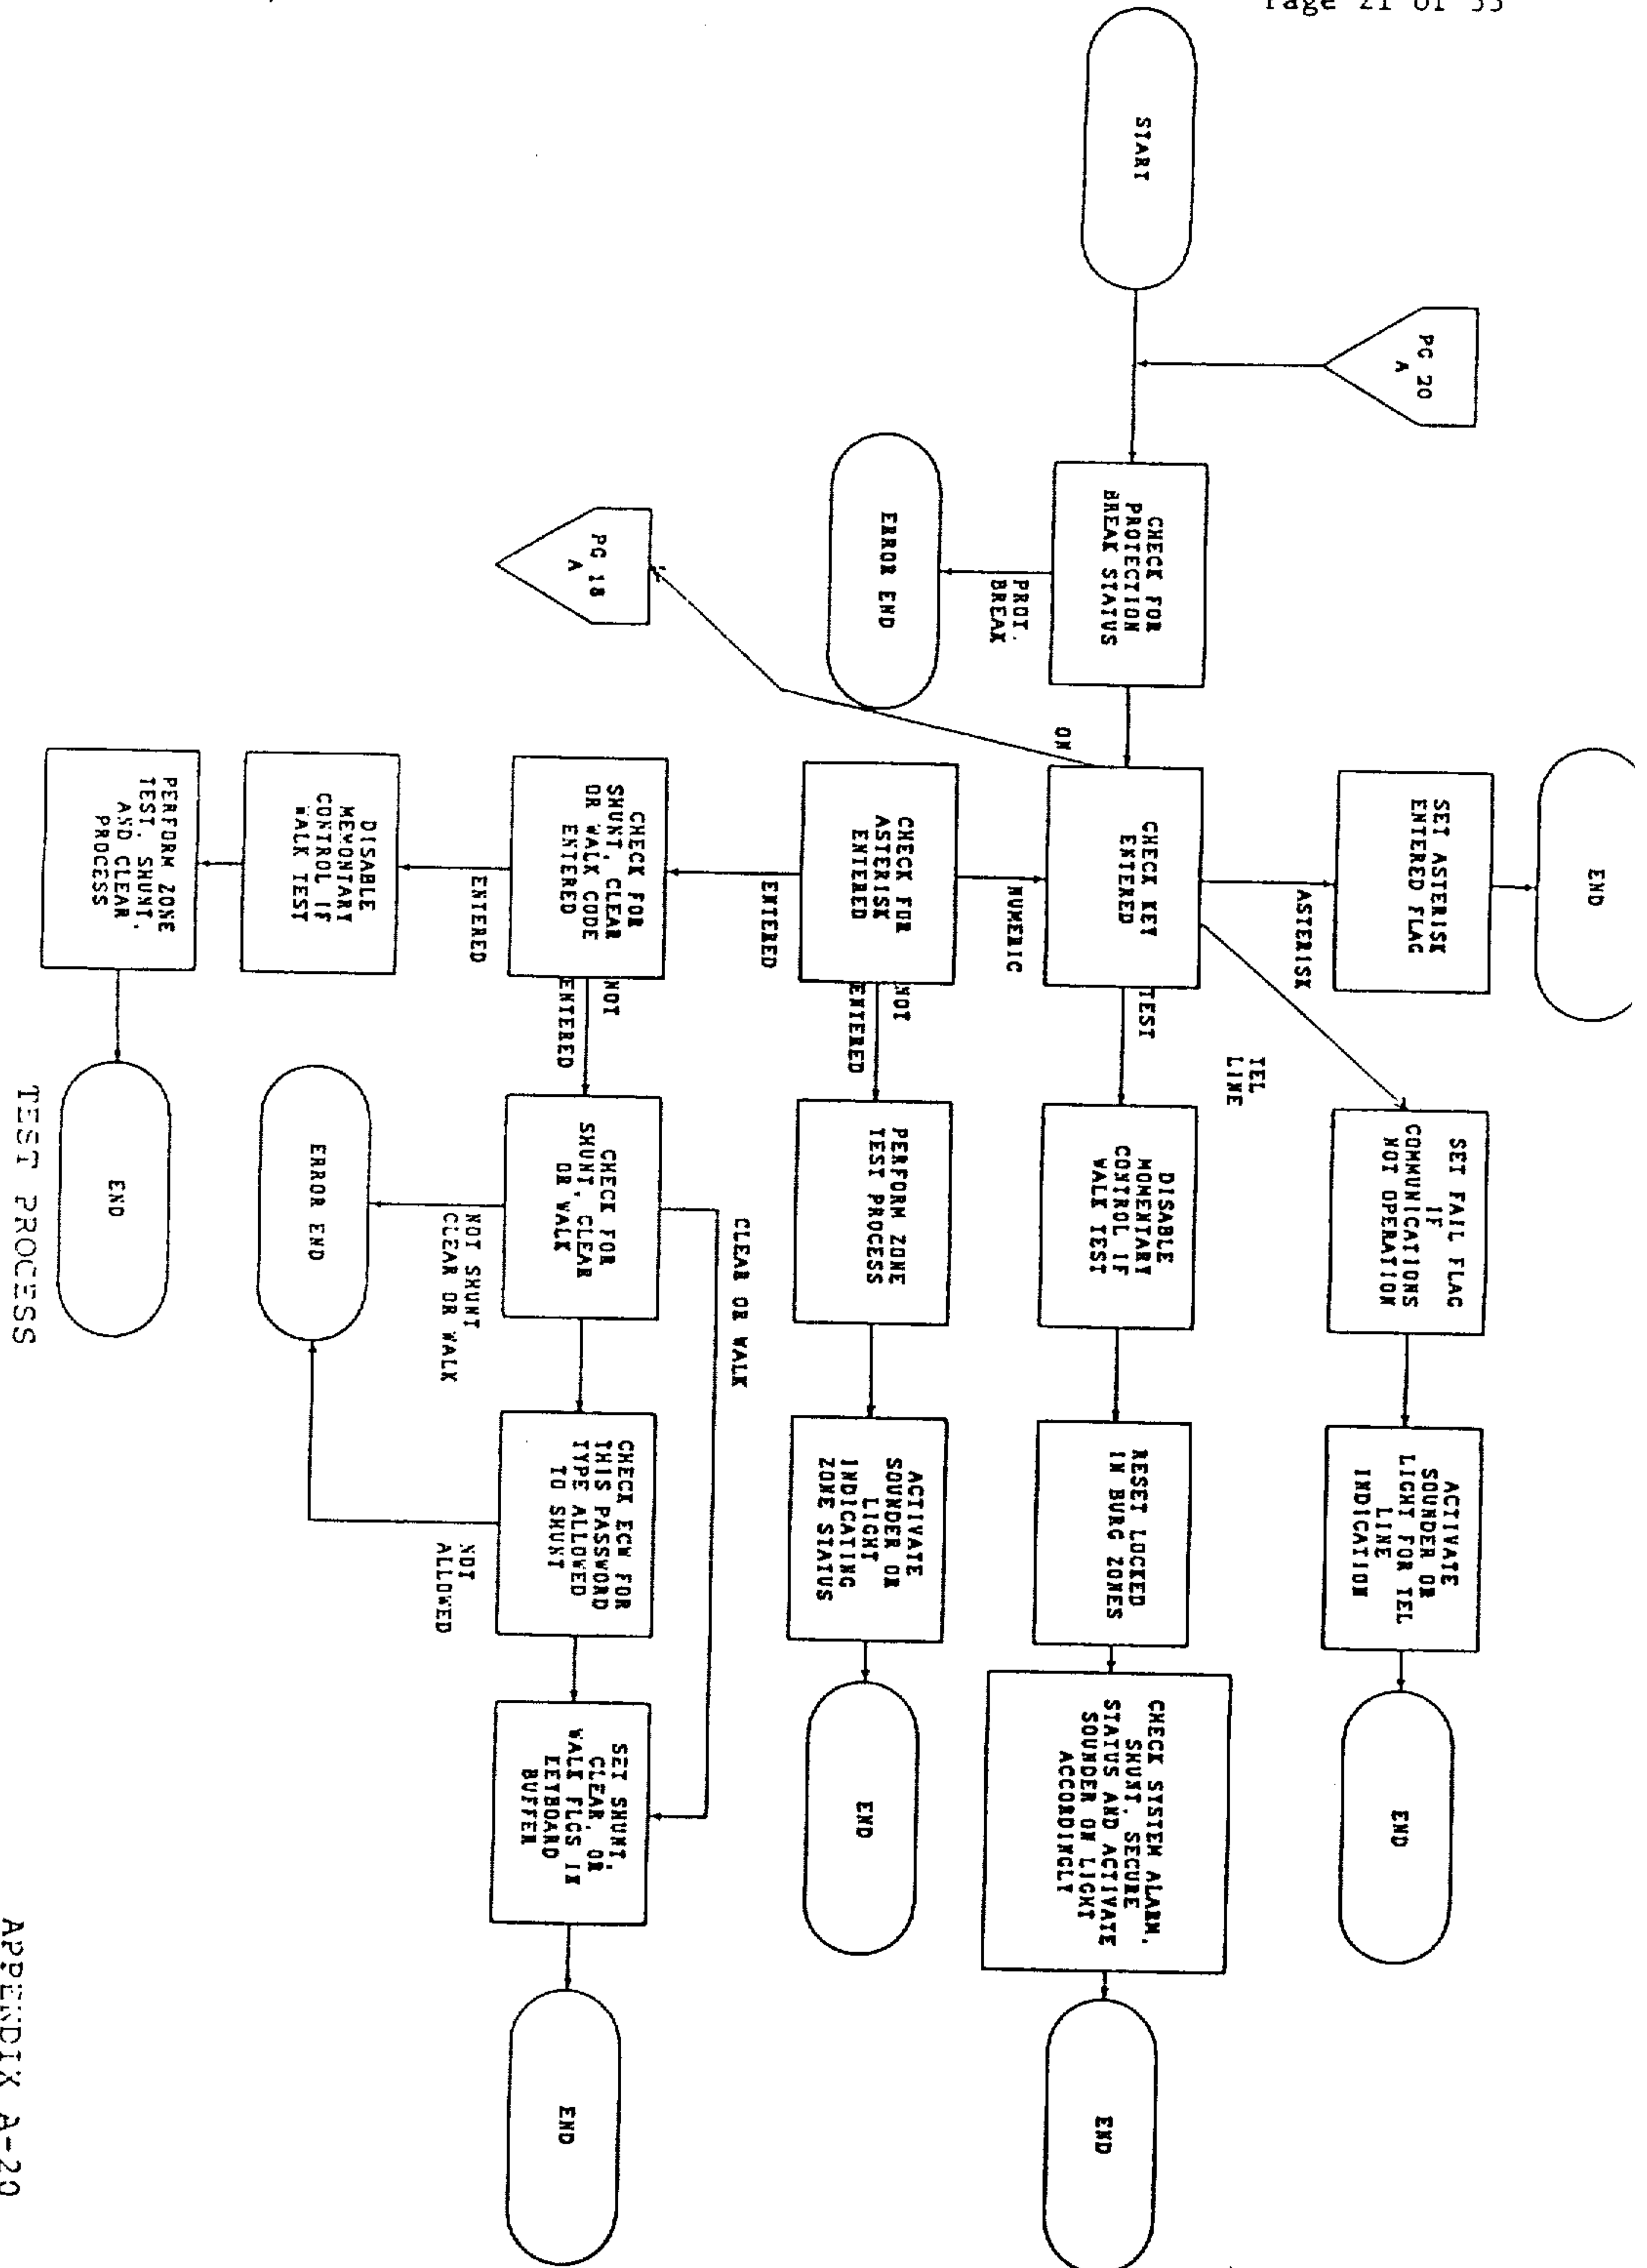 Page 21 of 35
START
PG 20
A
CHECK FOR
PROTECTION
BREAK STATUS
PROT.
BREAK
ERROR END
PG 18
A
ON
CHECK KEY
ENTERED
ASTERISK
SET ASTERISK
ENTERED FLAG
END
TEL
LINE
SET FAIL FLAG
IF
COMMUNICATIONS
NOT OPERATION
ACTIVATE
SOUNDER OR
LIGHT FOR TEL
LINE
INDICATION
END
TEST
DISABLE
MOMENTARY
CONTROL IF
WALK TEST
RESET LOCKED
IN BURG ZONES
CHECK SYSTEM ALARM,
SHUNT, SECURE
STATUS AND ACTIVATE
SOUNDER OR LIGHT
ACCORDINGLY
END
NUMERIC
CHECK FOR
ASTERISK
ENTERED
NOT
ENTERED
PERFORM ZONE
TEST PROCESS
ACTIVATE
SOUNDER OR
LIGHT
INDICATING
ZONE STATUS
END
ENTERED
CHECK FOR
SHUNT, CLEAR
OR WALK CODE
ENTERED
NOT
ENTERED
CHECK FOR
SHUNT, CLEAR
OR WALK
CLEAR OR WALK
CHECK ECW FOR
THIS PASSWORD
TYPE ALLOWED
TO SHUNT
SET SHUNT,
CLEAR, OR
WALK FLGS IN
KEYBOARD
BUFFER
END
NOT SHUNT
CLEAR OR WALK
NOT
ALLOWED
ERROR END
ENTERED
DISABLE
MEMONTARY
CONTROL IF
WALK TEST
PERFORM ZONE
TEST, SHUNT,
AND CLEAR
PROCESS
END
TEST PROCESS
APPENDIX A-20